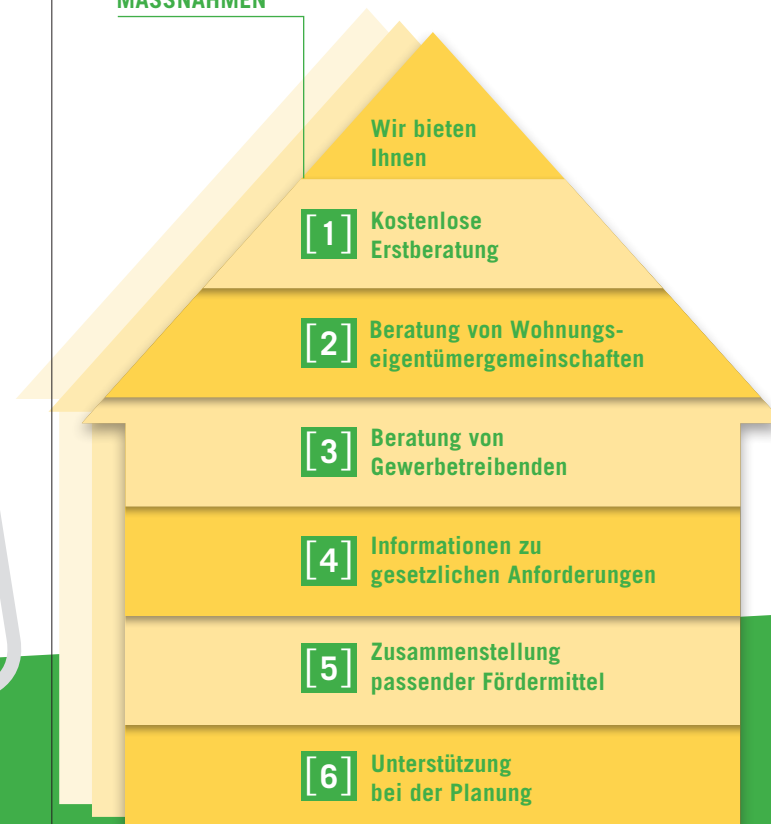 MASSNAHMEN
Wir bieten
Ihnen
[1] Kostenlose
Erstberatung
[2] Beratung von Wohnungs-
eigentümergemeinschaften
[3] Beratung von
Gewerbetreibenden
[4] Informationen zu
gesetzlichen Anforderungen
[5] Zusammenstellung
passender Fördermittel
[6] Unterstützung
bei der Planung